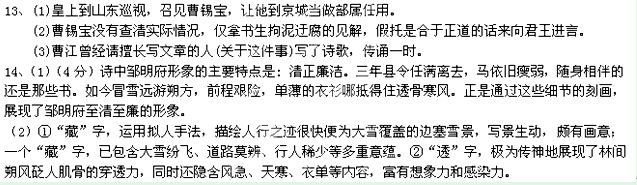 13、(1)皇上到山东巡视，召见曹锡宝，让他到京城当做部属任用。
(2)曹锡宝没有查清实际情况，仅奎书生拘泥迂腐的见解，假托是合于正道的话来向君王进言。
(3)曹江曾经请擅长写文章的人(关于这件事)写了诗歌，传诵一时。
14、(1)(4 分) 诗中邹明府形象的主要特点是：清正廉洁。三年县令任满离去，马依旧瘦弱，随身相伴的
还是那些书。如今冒雪远游朔方，前程艰险，单薄的衣衫哪抵得住透骨寒风。正是通过这些细节的刻画，
展现了邹明府至清至廉的形象。
(2) ①“藏”字，运用拟人手法，描绘人行之迹很快便为大雪覆盖的边塞雪景，写景生动，颇有画意；
一个“藏”字，已包含大雪纷飞、道路莫辨、行人稀少等多重意蕴。②“透”字，极为传神地展现了林间
朔风砭人肌骨的穿透力，同时还隐含风急、天寒、衣单等内容，富有想象力和感染力。